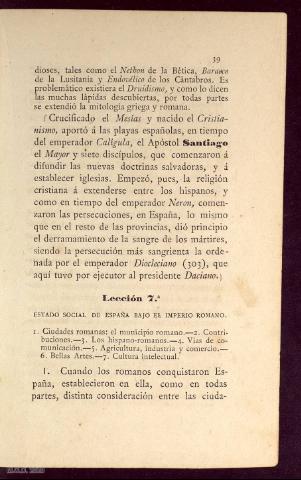 39
dioses, tales como el Nethon de la Bética, Baraeco
de la Lusitania y Endovélico de los Cántabros. Es
problemático existiera el Druidismo, y como lo dicen
las muchas lápidas descubiertas, por todas partes
se extendió la mitología griega y romana.
(Crucificado el Mesías y nacido el Cristia-
nismo, aportó á las playas españolas, en tiempo
del emperador Calígula, el Apóstol Santiago
el Mayor y siete discípulos, que comenzaron á
difundir las nuevas doctrinas salvadoras, y á
establecer iglesias. Empezó, pues, la religión
cristiana á extenderse entre los hispanos, y
como en tiempo del emperador Neron, comen-
zaron las persecuciones, en España, lo mismo
que en el resto de las provincias, dió principio
el derramamiento de la sangre de los mártires,
siendo la persecución más sangrienta la orde-
nada por el emperador Diocleciano (303), que
aquí tuvo por ejecutor al presidente Daciano.)
Lección 7.ª
ESTADO SOCIAL DE ESPAÑA BAJO EL IMPERIO ROMANO.
1. Ciudades romanas: el municipio romano.—2. Contri-
buciones.—3. Los hispano-romanos.—4. Vías de co-
municación.—5. Agricultura, industria y comercio.—
6. Bellas Artes.—7. Cultura intelectual.
1. Cuando los romanos conquistaron Es-
paña, establecieron en ella, como en todas
partes, distinta consideración entre las ciuda-